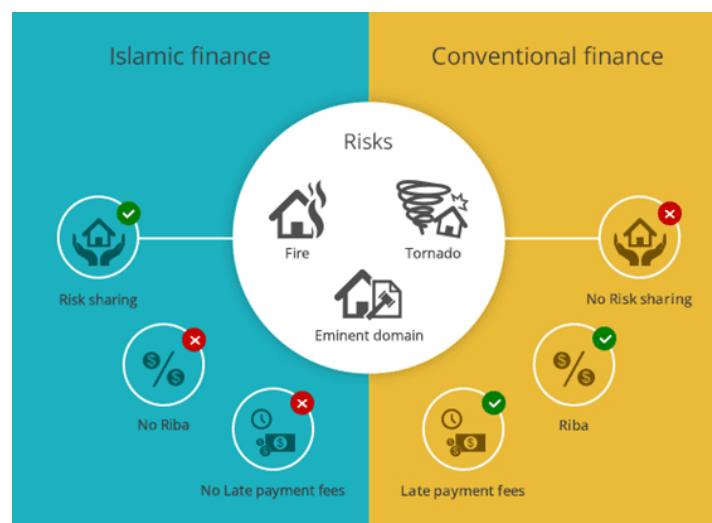 Islamic finance
Conventional finance
Risks
Fire
Tornado
Eminent domain
Risk sharing
No Riba
No Late payment fees
No Risk sharing
Riba
Late payment fees